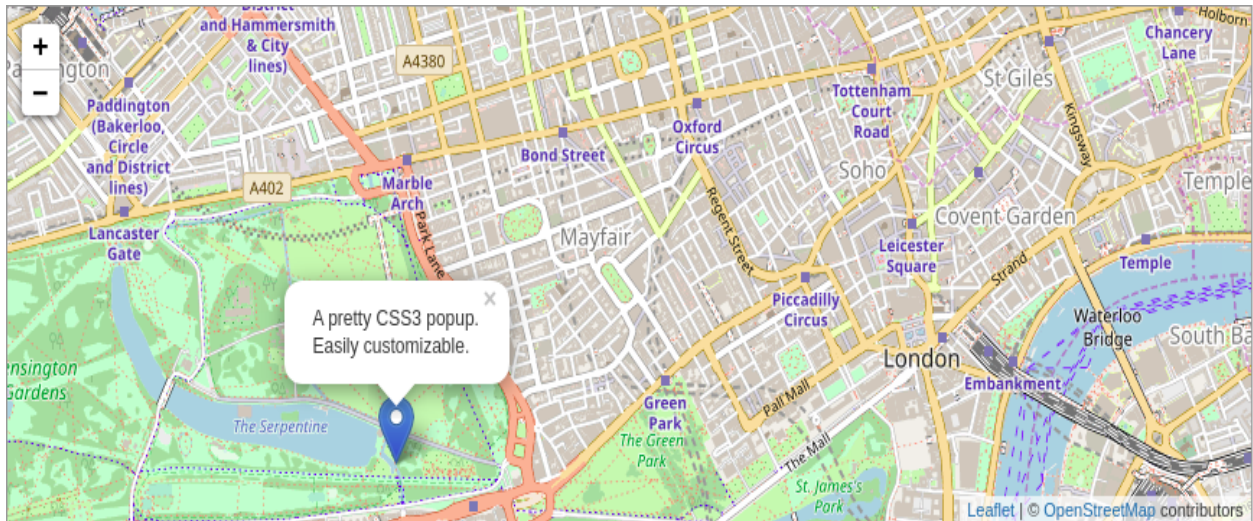 District
and Hammersmith
& City
lines)
+
−
Paddington
A4380
Holborn
Chancery
Lane
St Giles
Tottenham
Court
Road
Paddington
(Bakerloo,
Circle
and District
lines)
Oxford
Circus
Kingsway
Bond Street
Soho
A402
Marble
Arch
Temple
Park Lane
Regent Street
Covent Garden
Mayfair
Lancaster
Gate
Leicester
Square
Strand
Temple
×
A pretty CSS3 popup.
Easily customizable.
Piccadilly
Circus
Waterloo
Bridge
South Ba
London
ensington
Gardens
Embankment
Pall Mall
Green
Park
The Serpentine
The Green
Park
The Mall
St. James's
Park
Leaflet | © OpenStreetMap contributors